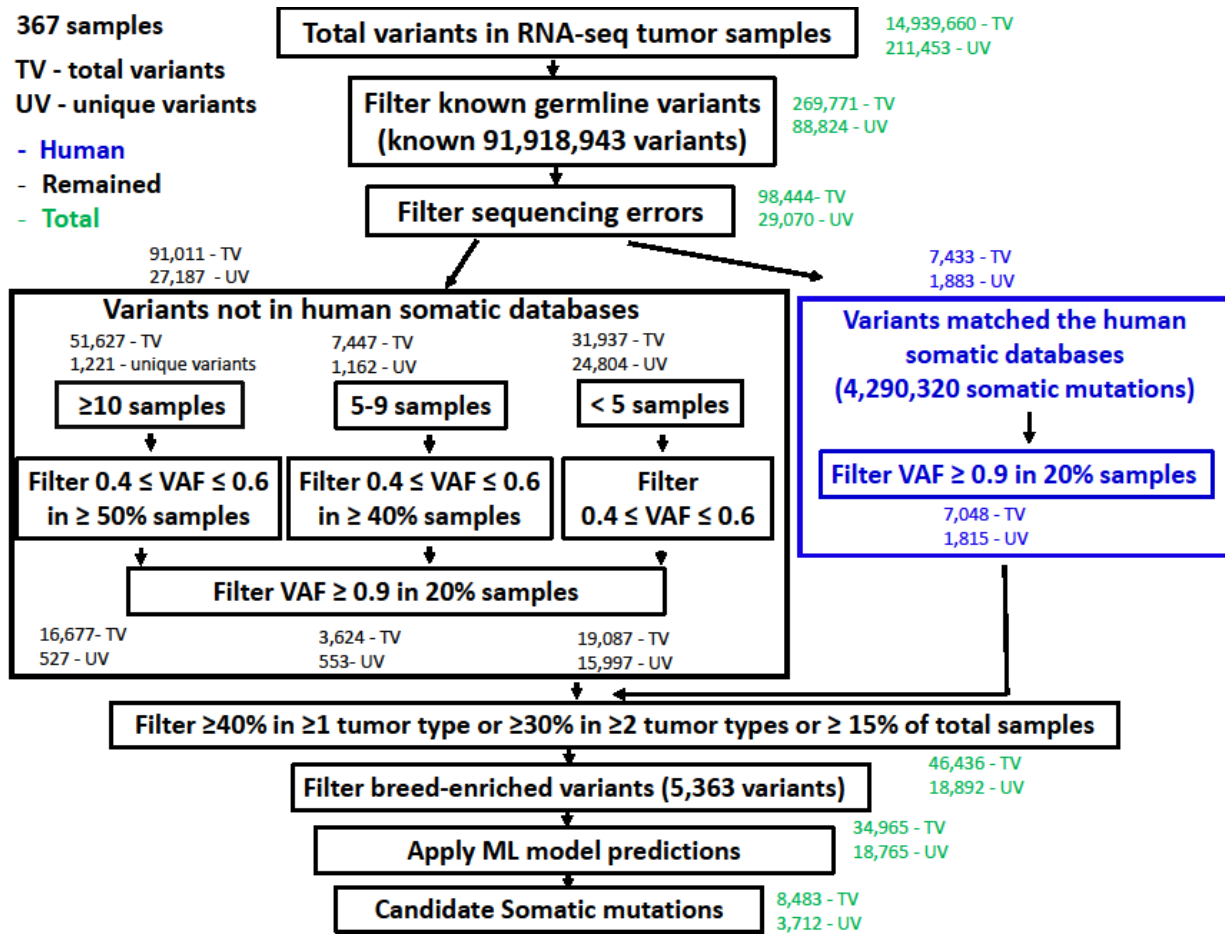 367 samples
TV - total variants
UV - unique variants
- Human
- Remained
- Total
Total variants in RNA-seq tumor samples
14,939,660 - TV
211,453 - UV
Filter known germline variants
(known 91,918,943 variants)
269,771 - TV
88,824 - UV
Filter sequencing errors
98,444- TV
29,070 - UV
91,011 - TV
27,187 - UV
Variants not in human somatic databases
51,627 - TV
1,221 - unique variants
7,447 - TV
1,162 - UV
31,937 - TV
24,804 - UV
≥10 samples
5-9 samples
< 5 samples
Filter 0.4 ≤ VAF ≤ 0.6
in ≥ 50% samples
Filter 0.4 ≤ VAF ≤ 0.6
in ≥ 40% samples
Filter
0.4 ≤ VAF ≤ 0.6
Filter VAF ≥ 0.9 in 20% samples
16,677- TV
527 - UV
3,624 - TV
553- UV
19,087 - TV
15,997 - UV
7,433 - TV
1,883 - UV
Variants matched the human
somatic databases
(4,290,320 somatic mutations)
Filter VAF ≥ 0.9 in 20% samples
7,048 - TV
1,815 - UV
Filter ≥40% in ≥1 tumor type or ≥30% in ≥2 tumor types or ≥ 15% of total samples
46,436 - TV
18,892 - UV
Filter breed-enriched variants (5,363 variants)
34,965 - TV
18,765 - UV
Apply ML model predictions
8,483 - TV
3,712 - UV
Candidate Somatic mutations